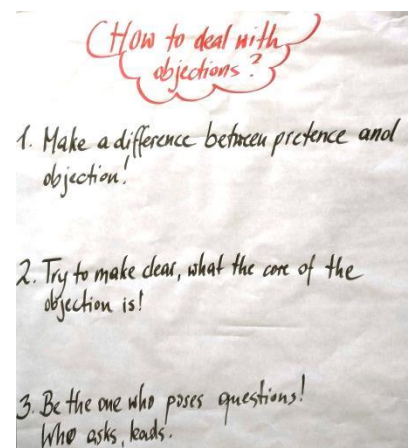 How to deal with
objections?
1. Make a difference between pretence and
objection!
2. Try to make clear, what the core of the
objection is!
3. Be the one who poses questions!
Who asks, leads.